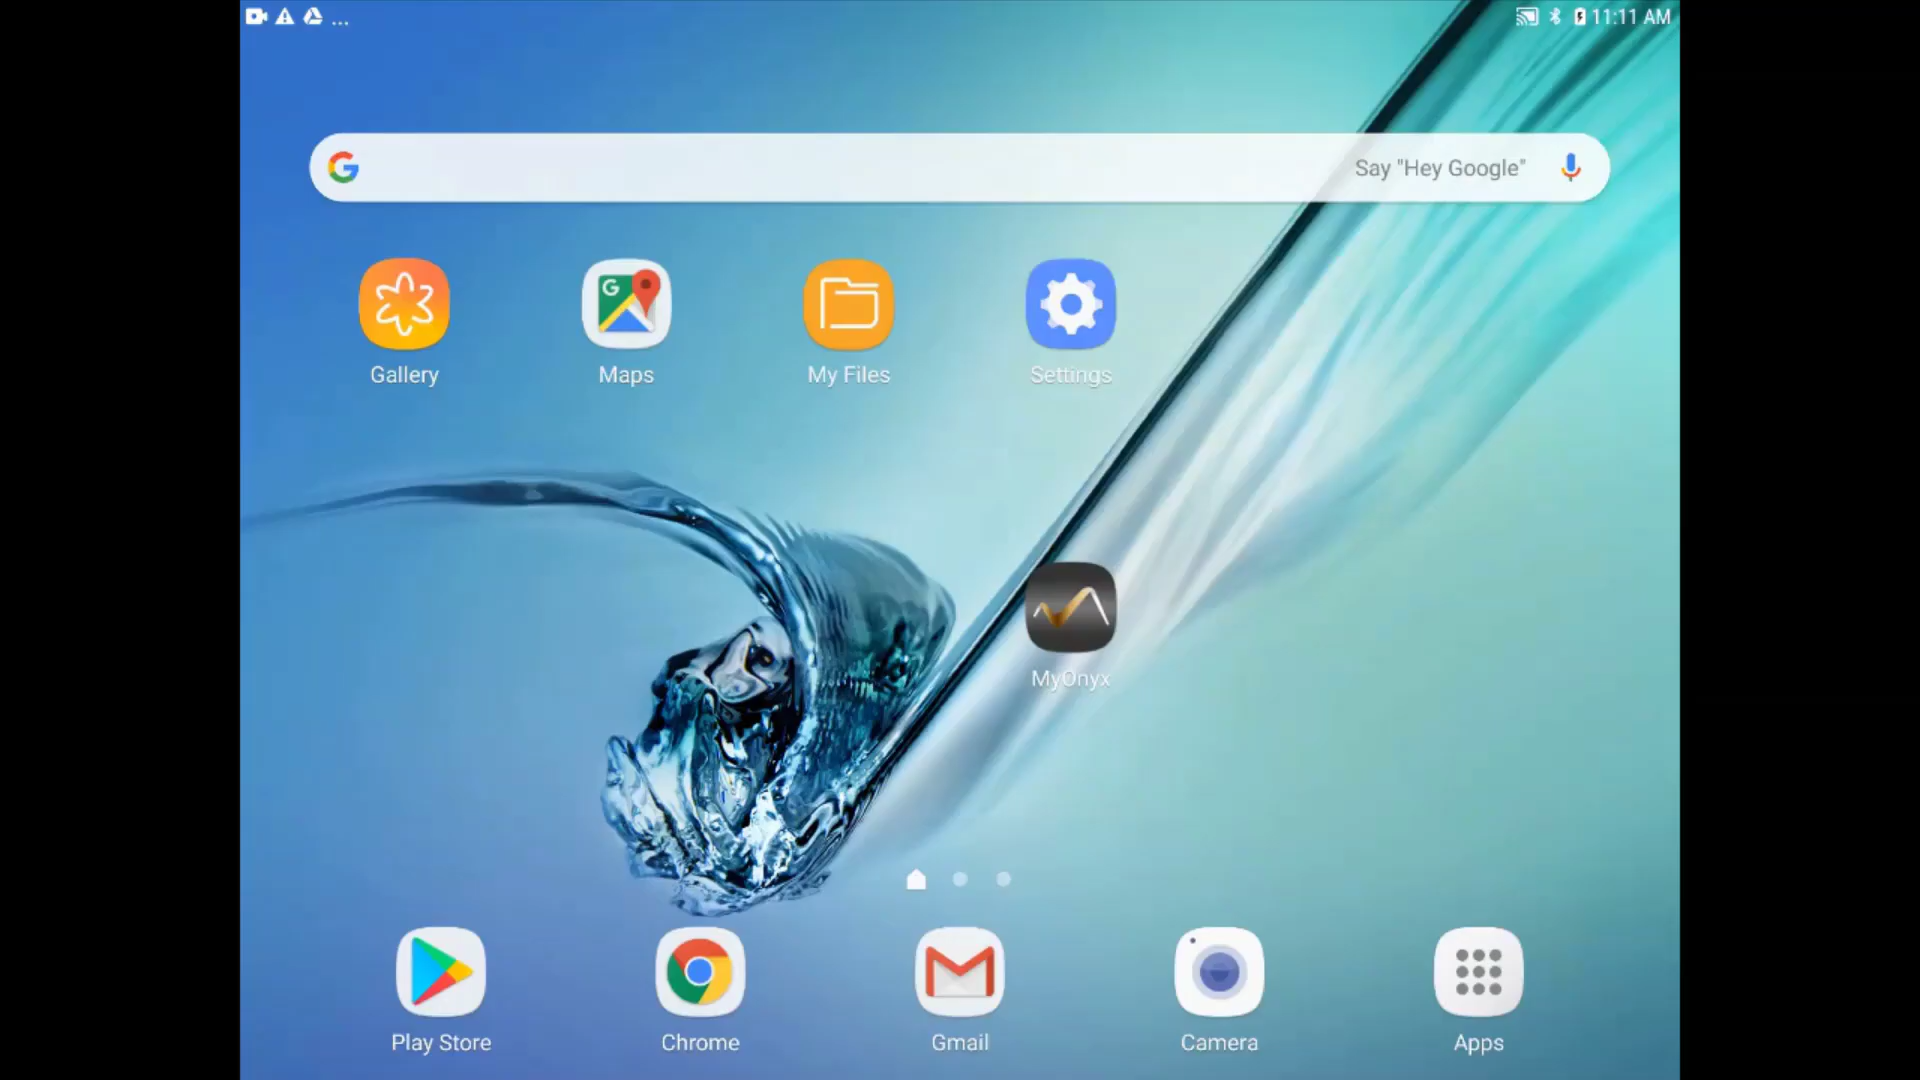 ... 11:11 AM
Say "Hey Google"
Gallery
Maps
My Files
Settings
MyOnyx
Play Store
Chrome
Gmail
Camera
Apps